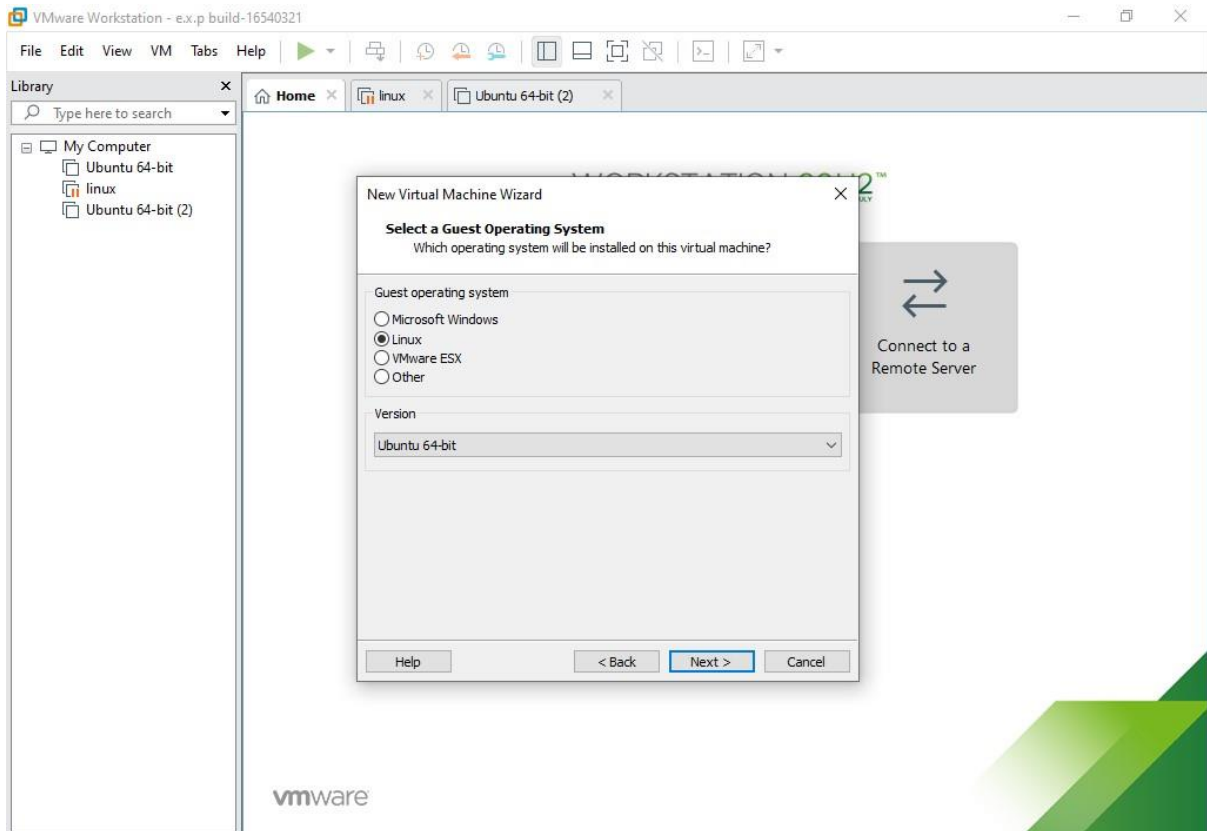 VMware Workstation - e.x.p build-16540321
File Edit View VM Tabs Help
Library
Home
linux
Ubuntu 64-bit (2)
Type here to search
My Computer
Ubuntu 64-bit
linux
Ubuntu 64-bit (2)
2™
New Virtual Machine Wizard
Select a Guest Operating System
Which operating system will be installed on this virtual machine?
Guest operating system
Microsoft Windows
Linux
VMware ESX
Other
Version
Ubuntu 64-bit
Help < Back Next > Cancel
Connect to a
Remote Server
vmware